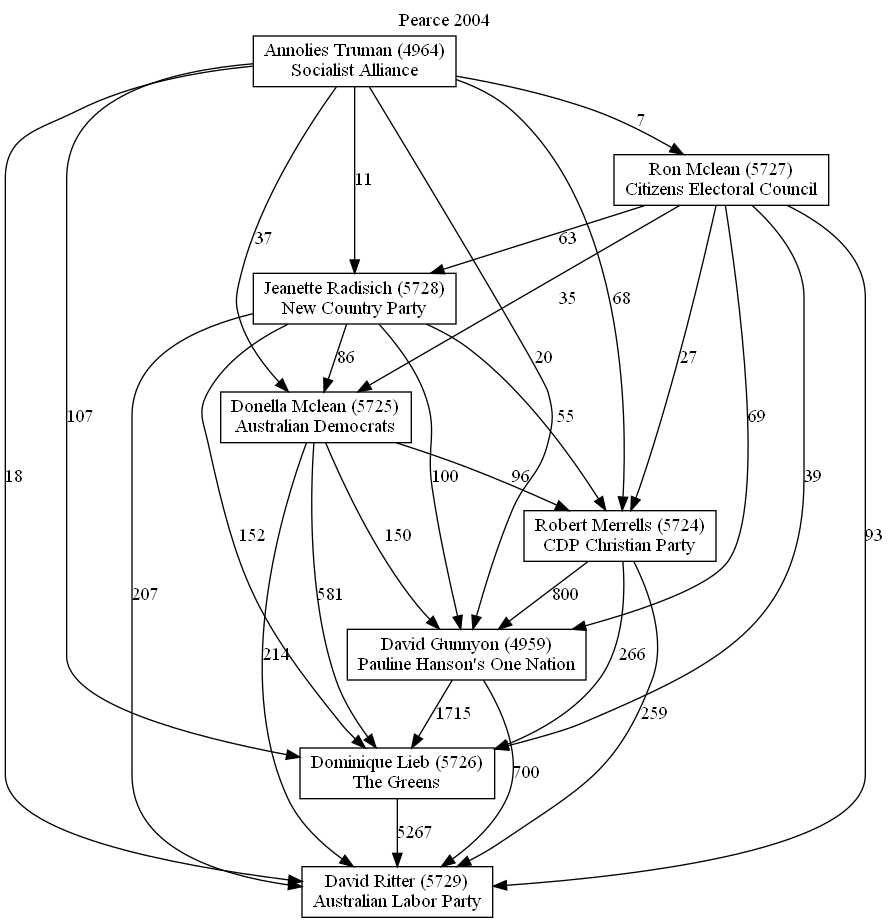 Pearce 2004
Annolies Truman (4964)
Socialist Alliance
7
Ron Mclean (5727)
Citizens Electoral Council
11
37
63
Jeanette Radisich (5728)
New Country Party
35
68
86
20
27
Donella Mclean (5725)
Australian Democrats
107
55
69
18
100
96
39
Robert Merrells (5724)
CDP Christian Party
152
150
93
207
581
800
David Gunnyon (4959)
Pauline Hanson's One Nation
214
266
1715
259
Dominique Lieb (5726)
The Greens
700
5267
David Ritter (5729)
Australian Labor Party